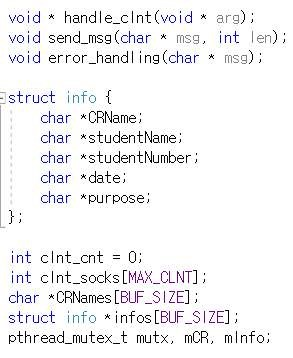 void * handle_clnt(void * arg);
void send_msg(char * msg, int len);
void error_handling(char * msg);
struct info {
char *CRName;
char *studentName;
char *studentNumber;
char *date;
char *purpose;
};
int clnt_cnt = 0;
int clnt_socks[MAX_CLNT];
char *CRNames[BUF_SIZE];
struct info *infos[BUF_SIZE];
pthread_mutex_t mutx, mCR, mInfo;